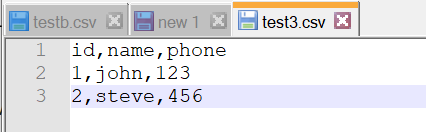 testb.csv new 1 test3.csv
1 id,name,phone
2 1,john,123
3 2,steve,456